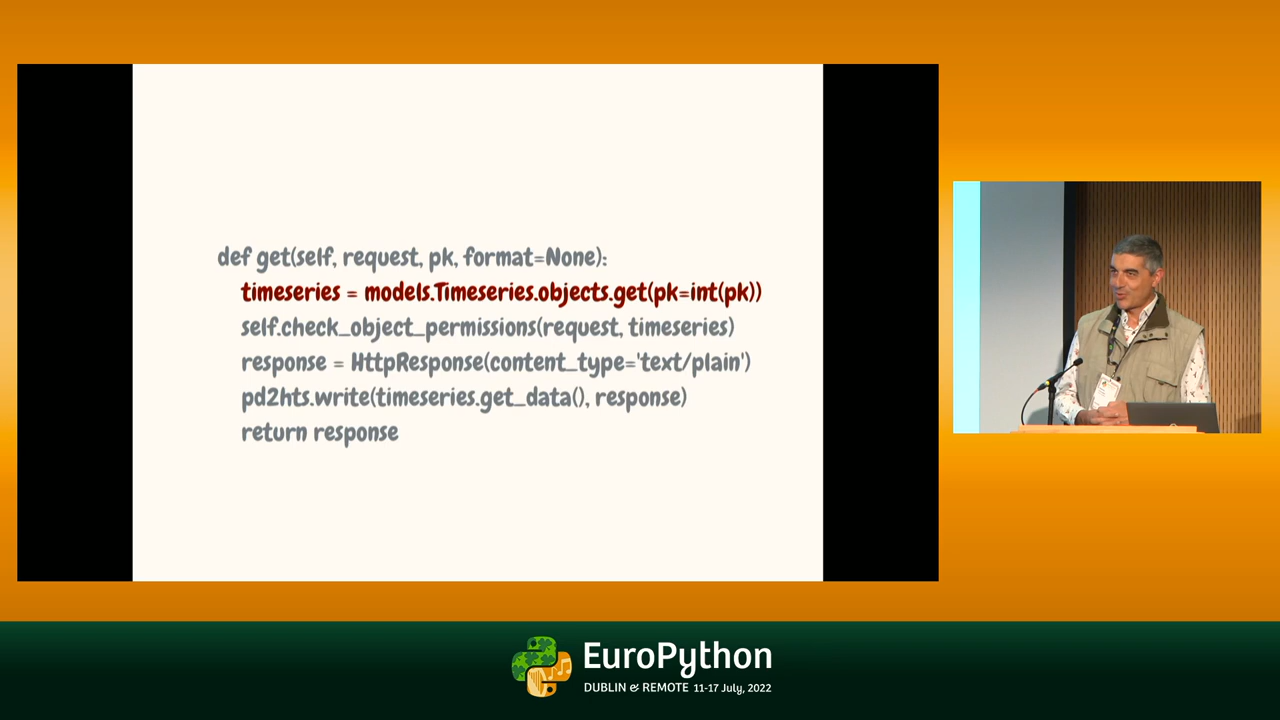 def get(self, request, pk, format=None):
timeseries = models.Timeseries.objects.get(pk=int(pk))
self.check_object_permissions(request, timeseries)
response = HttpResponse(content_type='text/plain')
pd2hts.write(timeseries.get_data(), response)
return response
EuroPython
DUBLIN & REMOTE 11-17 July, 2022